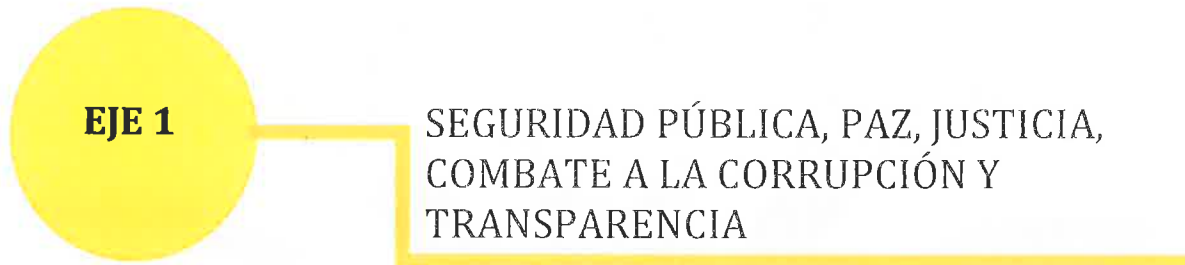 EJE 1
SEGURIDAD PÚBLICA, PAZ, JUSTICIA,
COMBATE A LA CORRUPCIÓN Y
TRANSPARENCIA